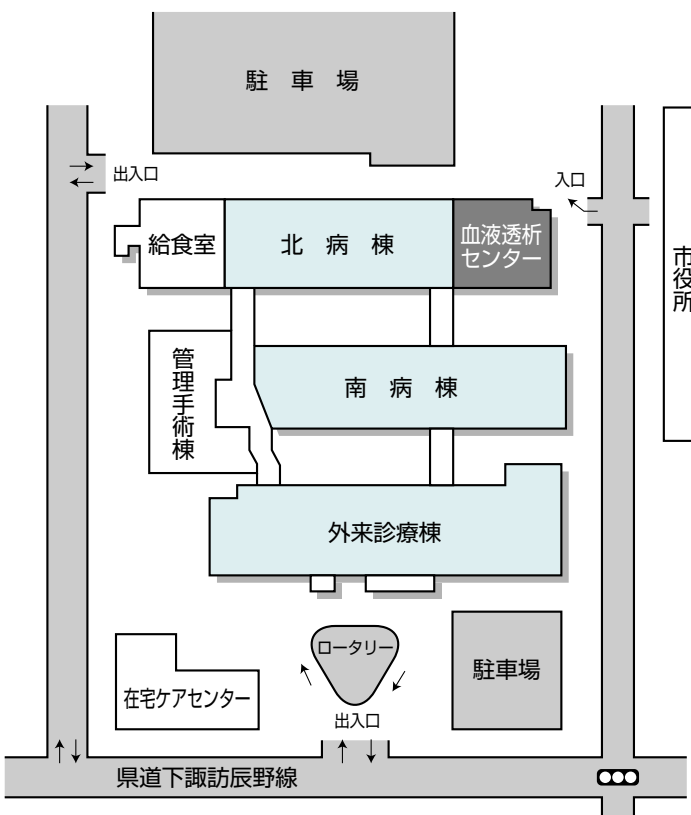 駐 車 場
出入口
入口
給食室
北 病 棟
血液透析
センター
市役所
管理手術棟
南 病 棟
外来診療棟
ロータリー
駐車場
在宅ケアセンター
出入口
県道下諏訪辰野線